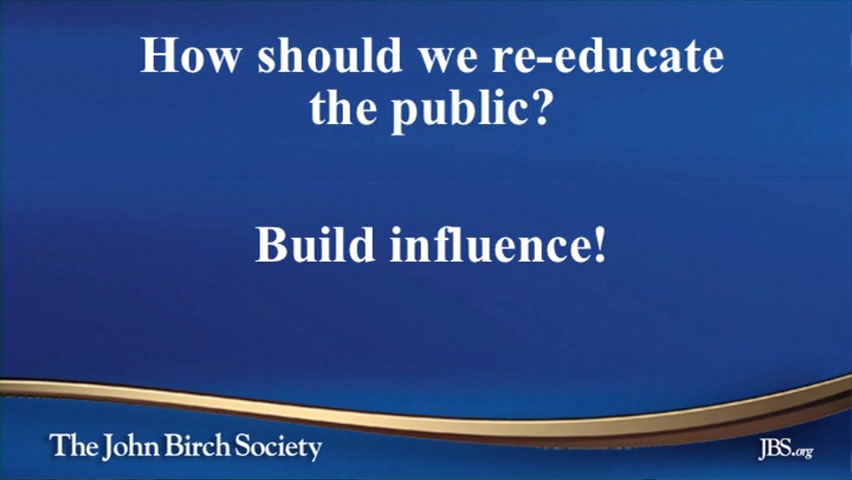 How should we re-educate
the public?
Build influence!
The John Birch Society
JBS.org